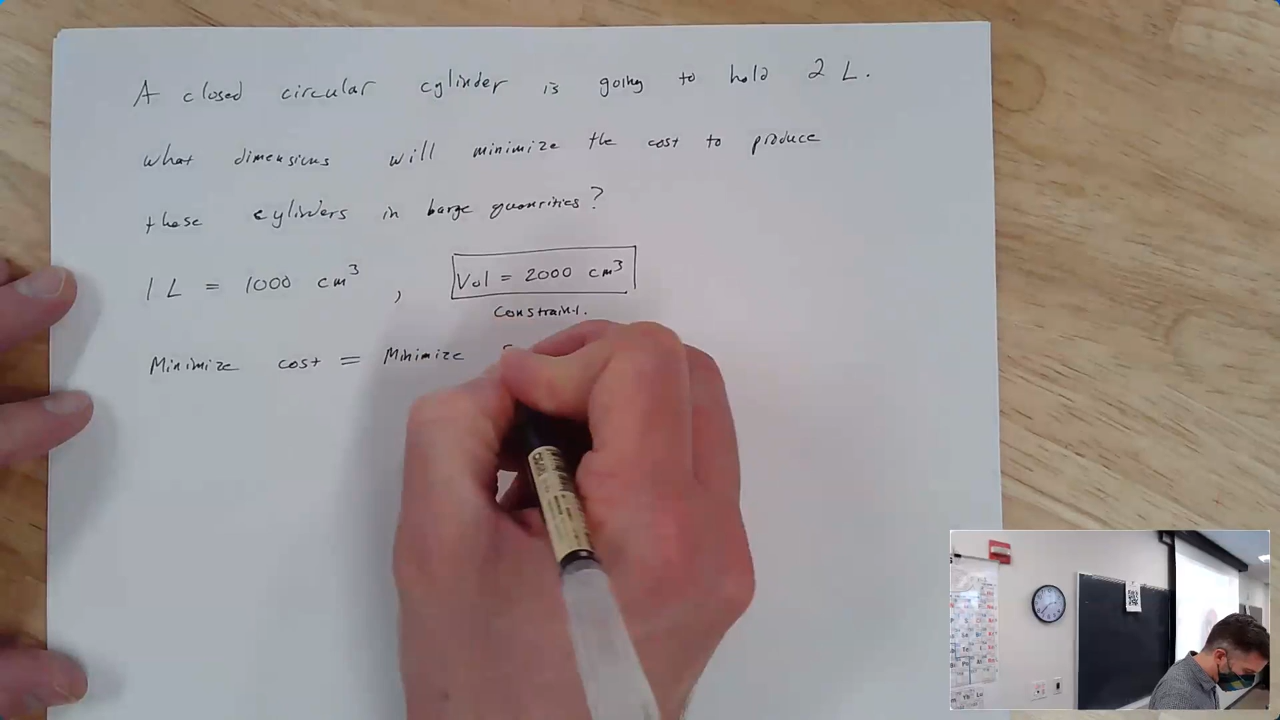 A closed circular cylinder is going to hold 2 L.
What dimensions will minimize the cost to produce
these cylinders in large quantities?
1 L = 1000 cm³ , Vol = 2000 cm³
Constraint.
Minimize cost = Minimize